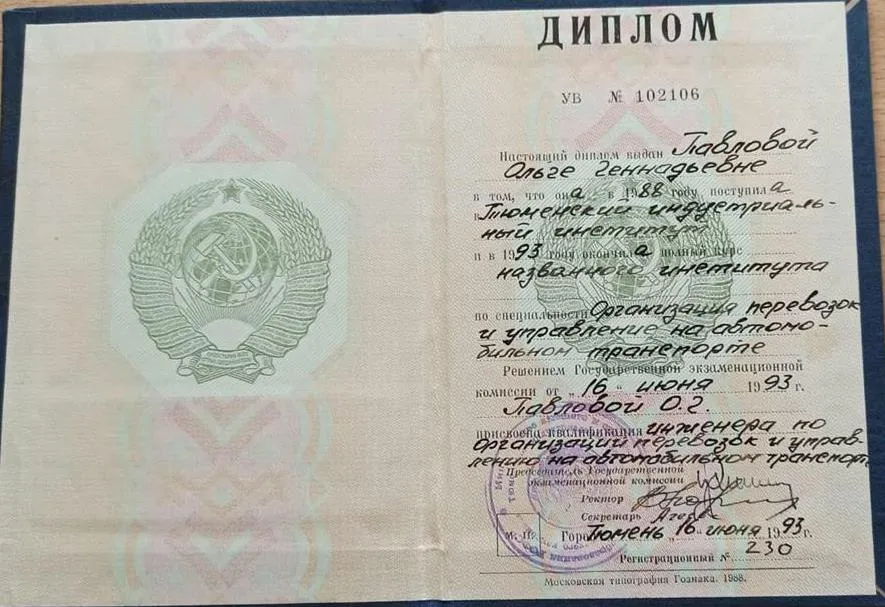 ДИПЛОМ
УВ № 102106
Настоящий диплом выдан Павловой
Ольге Геннадьевне
в том, что она в 1988 году поступила
в Тюменский индустриаль-
ный институт
и в 1993 году окончила полный курс
названного института
по специальности Организация перевозок
и управление на автомо-
бильном транспорте
Решением Государственной экзаменационной
комиссии от „16" июня 1993 г.
Павловой О.Г.
присвоена квалификация инженера по
организации перевозок и управ-
лению на автомобильном транспорте
Председатель Государственной
экзаменационной комиссии
Ректор
Секретарь
М. П. Город Тюмень „16" июня 1993г.
Регистрационный № 230
Московская типография Гознака. 1988.